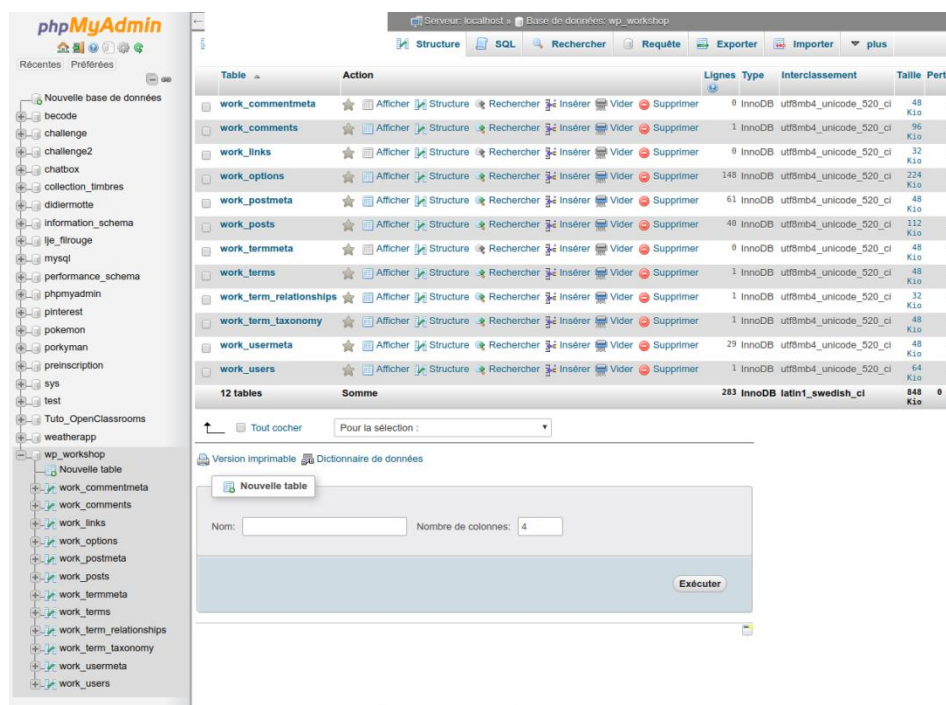 phpMyAdmin
Récentes Préférées
Nouvelle base de données
becode
challenge
challenge2
chatbox
collection_timbres
didiermotte
information_schema
lje_filrouge
mysql
performance_schema
phpmyadmin
pinterest
pokemon
porkyman
preinscription
sys
test
Tuto_OpenClassrooms
weatherapp
wp_workshop
Nouvelle table
work_commentmeta
work_comments
work_links
work_options
work_postmeta
work_posts
work_termmeta
work_terms
work_term_relationships
work_term_taxonomy
work_usermeta
work_users
Serveur: localhost » Base de données: wp_workshop
Structure SQL Rechercher Requête Exporter Importer plus
Table Action Lignes Type Interclassement Taille Pert
work_commentmeta Afficher Structure Rechercher Insérer Vider Supprimer 0 InnoDB utf8mb4_unicode_520_ci 48 Kio
work_comments Afficher Structure Rechercher Insérer Vider Supprimer 1 InnoDB utf8mb4_unicode_520_ci 96 Kio
work_links Afficher Structure Rechercher Insérer Vider Supprimer 0 InnoDB utf8mb4_unicode_520_ci 32 Kio
work_options Afficher Structure Rechercher Insérer Vider Supprimer 148 InnoDB utf8mb4_unicode_520_ci 224 Kio
work_postmeta Afficher Structure Rechercher Insérer Vider Supprimer 61 InnoDB utf8mb4_unicode_520_ci 48 Kio
work_posts Afficher Structure Rechercher Insérer Vider Supprimer 40 InnoDB utf8mb4_unicode_520_ci 112 Kio
work_termmeta Afficher Structure Rechercher Insérer Vider Supprimer 0 InnoDB utf8mb4_unicode_520_ci 48 Kio
work_terms Afficher Structure Rechercher Insérer Vider Supprimer 1 InnoDB utf8mb4_unicode_520_ci 48 Kio
work_term_relationships Afficher Structure Rechercher Insérer Vider Supprimer 1 InnoDB utf8mb4_unicode_520_ci 32 Kio
work_term_taxonomy Afficher Structure Rechercher Insérer Vider Supprimer 1 InnoDB utf8mb4_unicode_520_ci 48 Kio
work_usermeta Afficher Structure Rechercher Insérer Vider Supprimer 29 InnoDB utf8mb4_unicode_520_ci 48 Kio
work_users Afficher Structure Rechercher Insérer Vider Supprimer 1 InnoDB utf8mb4_unicode_520_ci 64 Kio
12 tables Somme 283 InnoDB latin1_swedish_ci 848 Kio 0
Tout cocher Pour la sélection :
Version imprimable Dictionnaire de données
Nouvelle table
Nom: Nombre de colonnes: 4
Exécuter